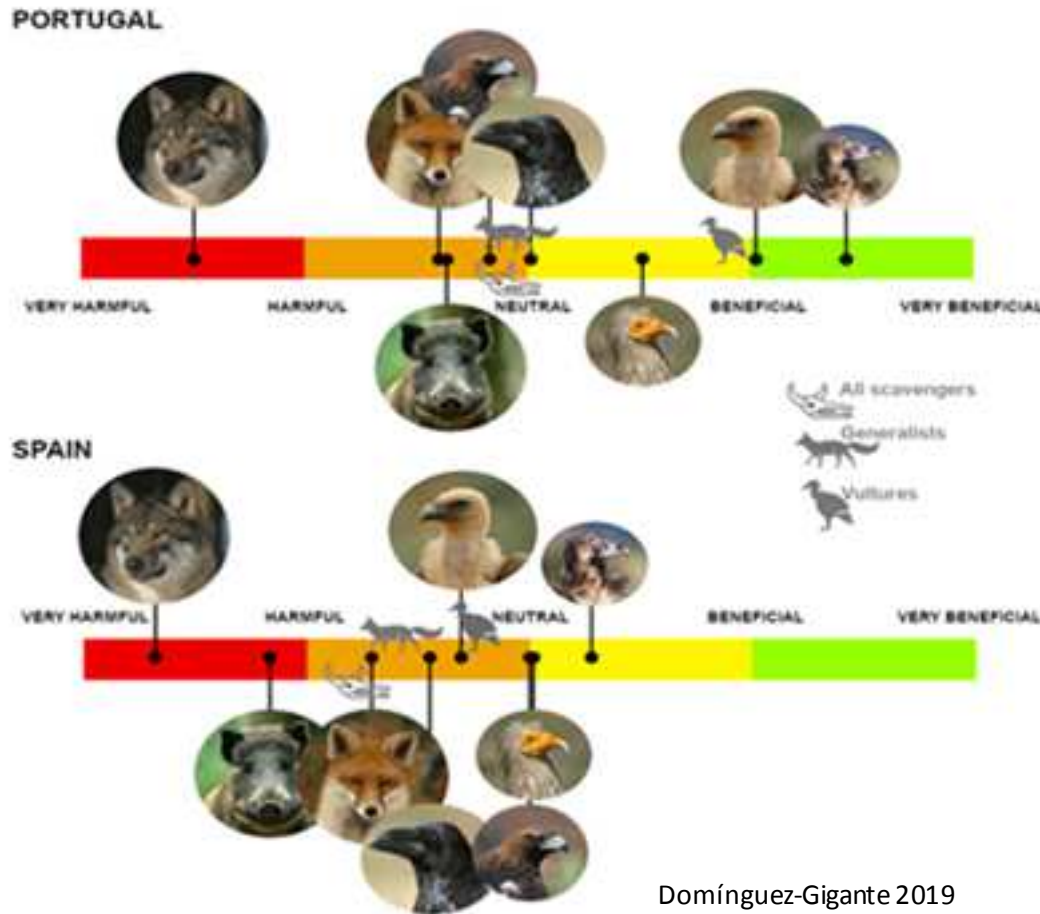 PORTUGAL
VERY HARMFUL HARMFUL NEUTRAL BENEFICIAL VERY BENEFICIAL
All scavengers
Generalists
Vultures
SPAIN
VERY HARMFUL HARMFUL NEUTRAL BENEFICIAL VERY BENEFICIAL
Domínguez-Gigante 2019